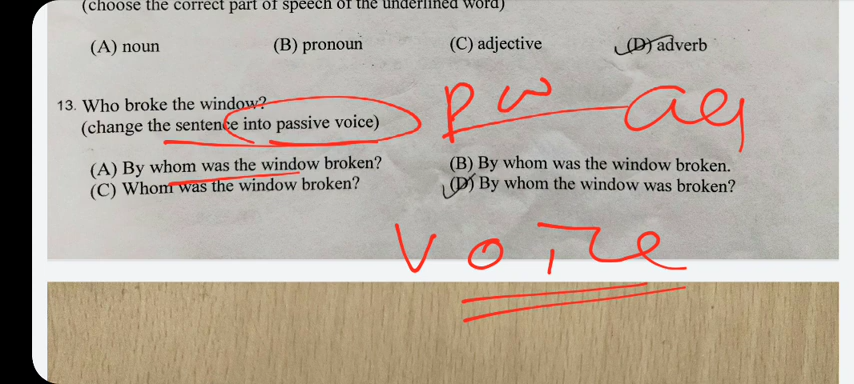 (choose the correct part of speech of the underlined word)
(A) noun (B) pronoun (C) adjective (D) adverb
13. Who broke the window?
(change the sentence into passive voice)
(A) By whom was the window broken? (B) By whom was the window broken.
(C) Whom was the window broken? (D) By whom the window was broken?
voice